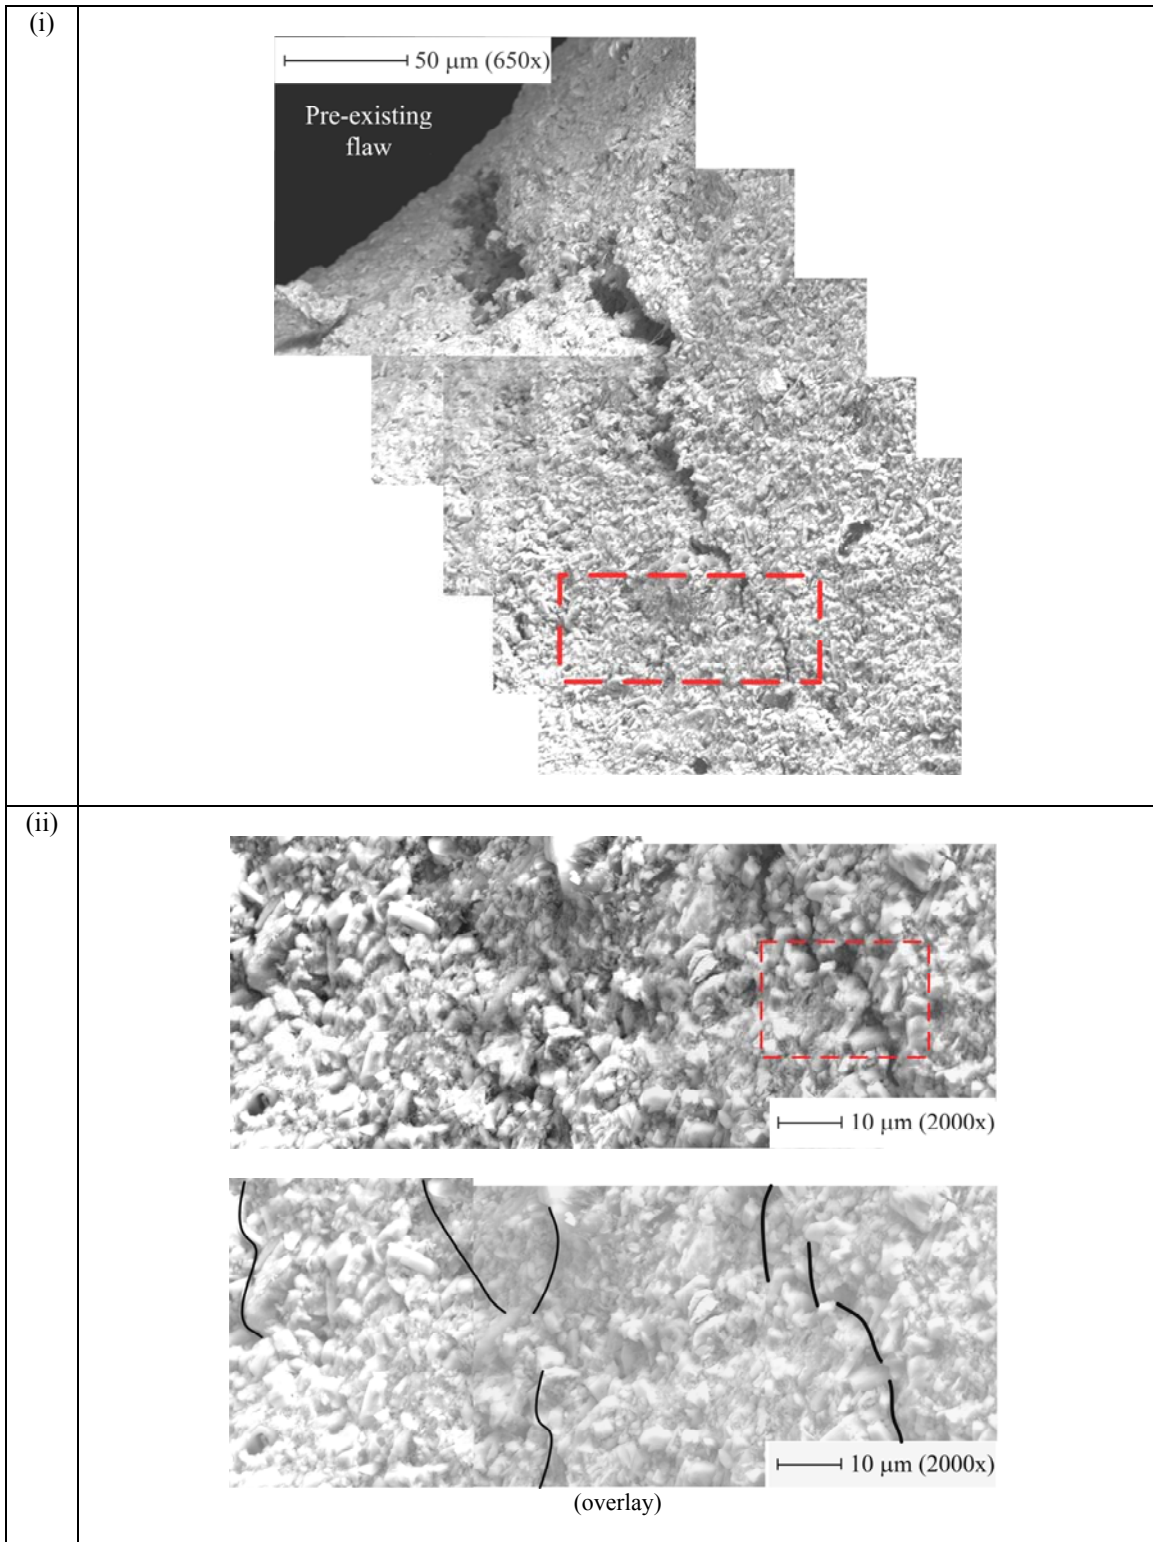 (i)
50 μm (650x)
Pre-existing
flaw
(ii)
10 μm (2000x)
10 μm (2000x)
(overlay)